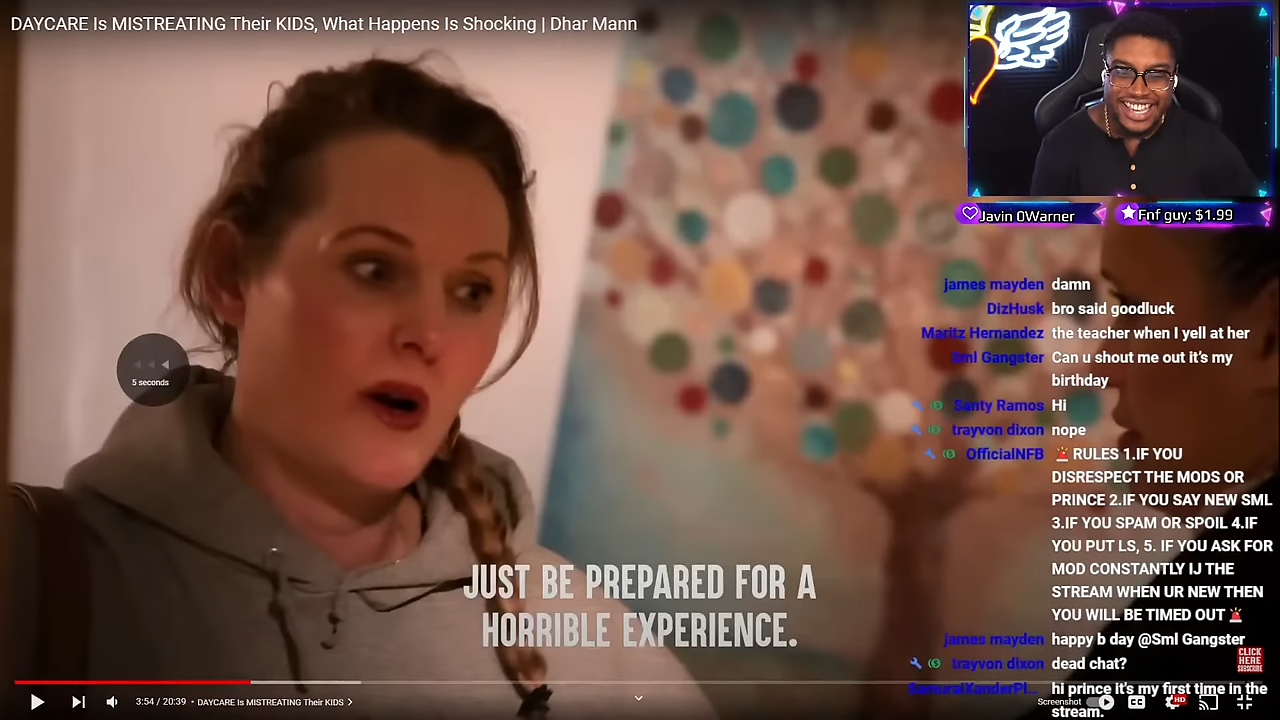 DAYCARE Is MISTREATING Their KIDS, What Happens Is Shocking | Dhar Mann
Javin 0Warner
Fnf guy: $1.99
james mayden damn
DizHusk bro said goodluck
Maritz Hernandez the teacher when I yell at her
Sml Gangster Can u shout me out it's my
birthday
Santy Ramos Hi
trayvon dixon nope
OfficialNFB 🚨RULES 1.IF YOU
DISRESPECT THE MODS OR
PRINCE 2.IF YOU SAY NEW SML
3.IF YOU SPAM OR SPOIL 4.IF
YOU PUT LS, 5. IF YOU ASK FOR
MOD CONSTANTLY IJ THE
STREAM WHEN UR NEW THEN
YOU WILL BE TIMED OUT🚨
james mayden happy b day @Sml Gangster
trayvon dixon dead chat?
SamuraiXanderPl... hi prince it's my first time in the
stream.
5 seconds
JUST BE PREPARED FOR A
HORRIBLE EXPERIENCE.
CLICK
HERE
SUBSCRIBE
3:54 / 20:39 • DAYCARE Is MISTREATING Their KIDS
Screenshot
CC
HD